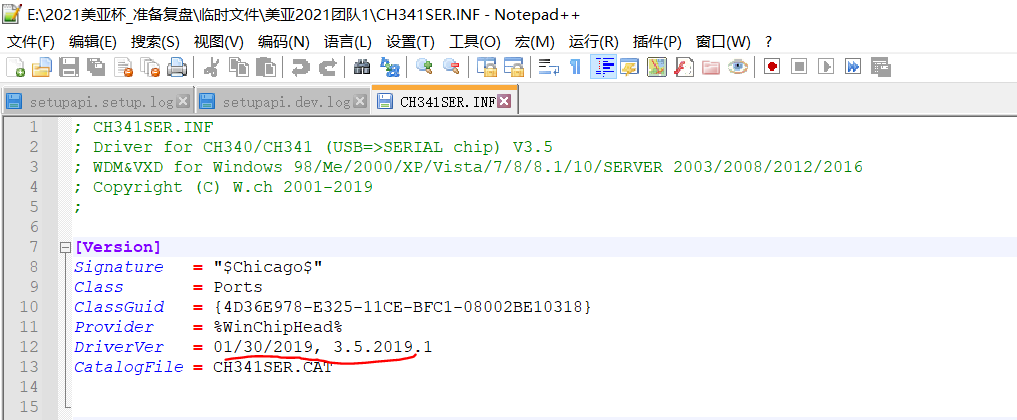 E:\2021美亚杯_准备复盘\临时文件\美亚2021团队1\CH341SER.INF - Notepad++
文件(F) 编辑(E) 搜索(S) 视图(V) 编码(N) 语言(L) 设置(T) 工具(O) 宏(M) 运行(R) 插件(P) 窗口(W) ?
setupapi.setup.log setupapi.dev.log CH341SER.INF
1 ; CH341SER.INF
2 ; Driver for CH340/CH341 (USB=>SERIAL chip) V3.5
3 ; WDM&VXD for Windows 98/Me/2000/XP/Vista/7/8/8.1/10/SERVER 2003/2008/2012/2016
4 ; Copyright (C) W.ch 2001-2019
5 ;
6
7 [Version]
8 Signature = "$Chicago$"
9 Class = Ports
10 ClassGuid = {4D36E978-E325-11CE-BFC1-08002BE10318}
11 Provider = %WinChipHead%
12 DriverVer = 01/30/2019, 3.5.2019.1
13 CatalogFile = CH341SER.CAT
14
15